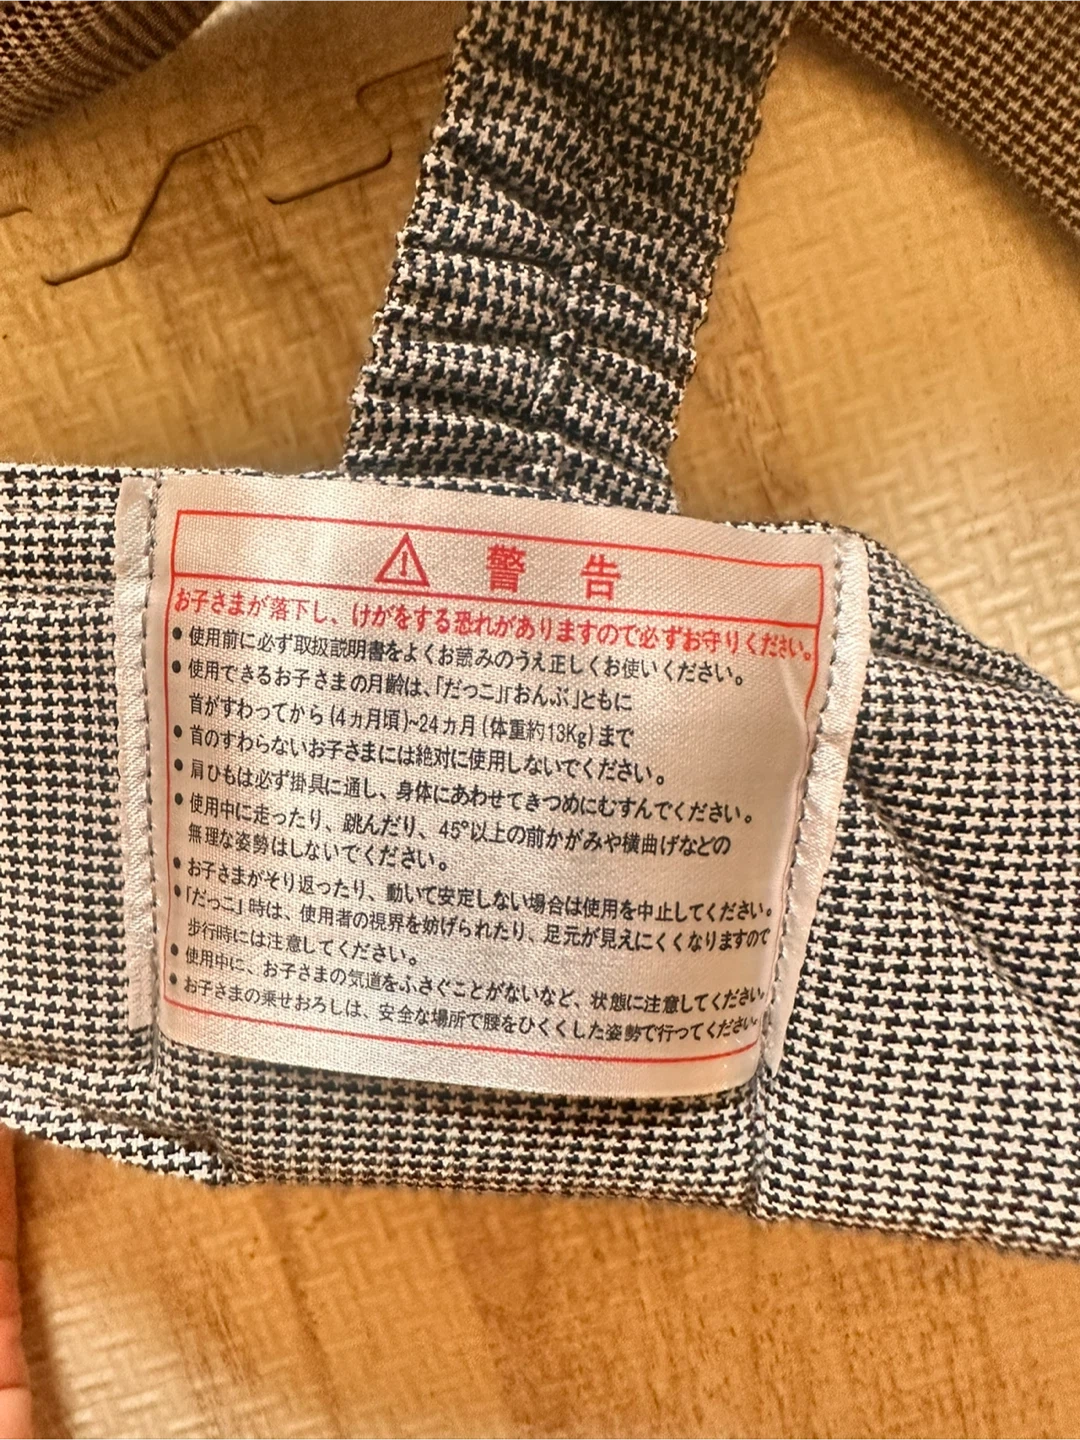 警告
お子さまが落下し、けがをする恐れがありますので必ずお守りください。
●使用前に必ず取扱説明書をよくお読みのうえ正しくお使いください。
●使用できるお子さまの月齢は、「だっこ」「おんぶ」ともに
首がすわってから(4ヵ月頃)~24ヵ月(体重約13Kg)まで
●首のすわらないお子さまには絶対に使用しないでください。
●肩ひもは必ず掛具に通し、身体にあわせてきつめにむすんでください。
●使用中に走ったり、跳んだり、45°以上の前かがみや横曲げなどの
無理な姿勢はしないでください。
●お子さまがそり返ったり、動いて安定しない場合は使用を中止してください。
●「だっこ」時は、使用者の視界を妨げられたり、足元が見えにくくなりますので
歩行時には注意してください。
●使用中に、お子さまの気道をふさぐことがないなど、状態に注意してください。
●お子さまの乗せおろしは、安全な場所で腰をひくくした姿勢で行ってください。